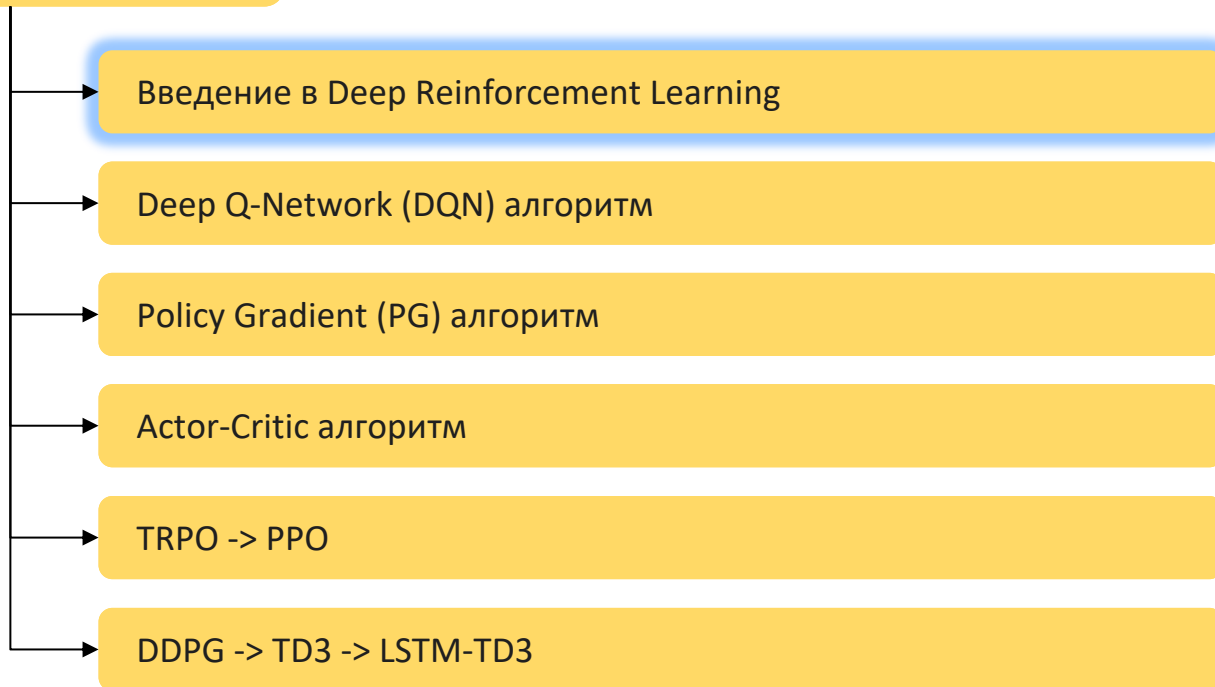 Введение в Deep Reinforcement Learning
Deep Q-Network (DQN) алгоритм
Policy Gradient (PG) алгоритм
Actor-Critic алгоритм
TRPO -> PPO
DDPG -> TD3 -> LSTM-TD3